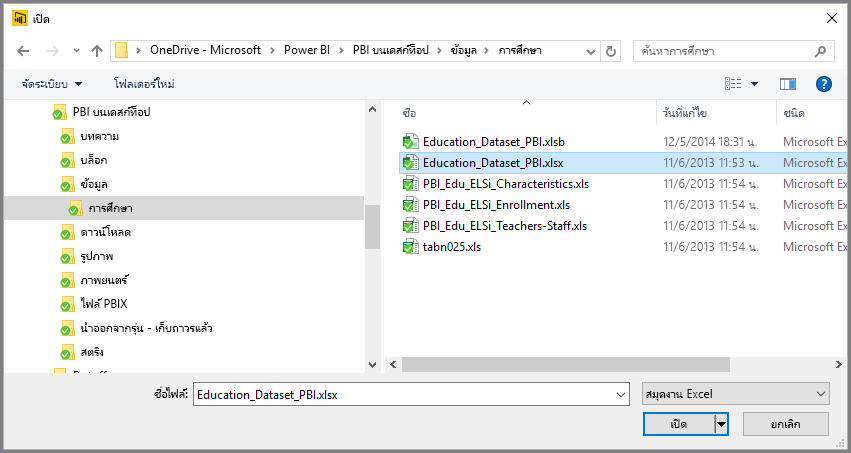 เปิด
OneDrive - Microsoft > Power BI > PBI บนเดสก์ท็อป > ข้อมูล > การศึกษา
ค้นหาการศึกษา
จัดระเบียบ
โฟลเดอร์ใหม่
PBI บนเดสก์ท็อป
บทความ
บล็อก
ข้อมูล
การศึกษา
ดาวน์โหลด
รูปภาพ
ภาพยนตร์
ไฟล์ PBIX
นำออกจากรุ่น - เก็บถาวรแล้ว
สตริง
ชื่อ วันที่แก้ไข ชนิด
Education_Dataset_PBI.xlsb 12/5/2014 18:31 น. Microsoft Ex
Education_Dataset_PBI.xlsx 11/6/2013 11:53 น. Microsoft Ex
PBI_Edu_ELSi_Characteristics.xls 11/6/2013 11:54 น. Microsoft Ex
PBI_Edu_ELSi_Enrollment.xls 11/6/2013 11:54 น. Microsoft Ex
PBI_Edu_ELSi_Teachers-Staff.xls 11/6/2013 11:54 น. Microsoft Ex
tabn025.xls 11/6/2013 11:54 น. Microsoft Ex
ชื่อไฟล์: Education_Dataset_PBI.xlsx
สมุดงาน Excel
เปิด
ยกเลิก